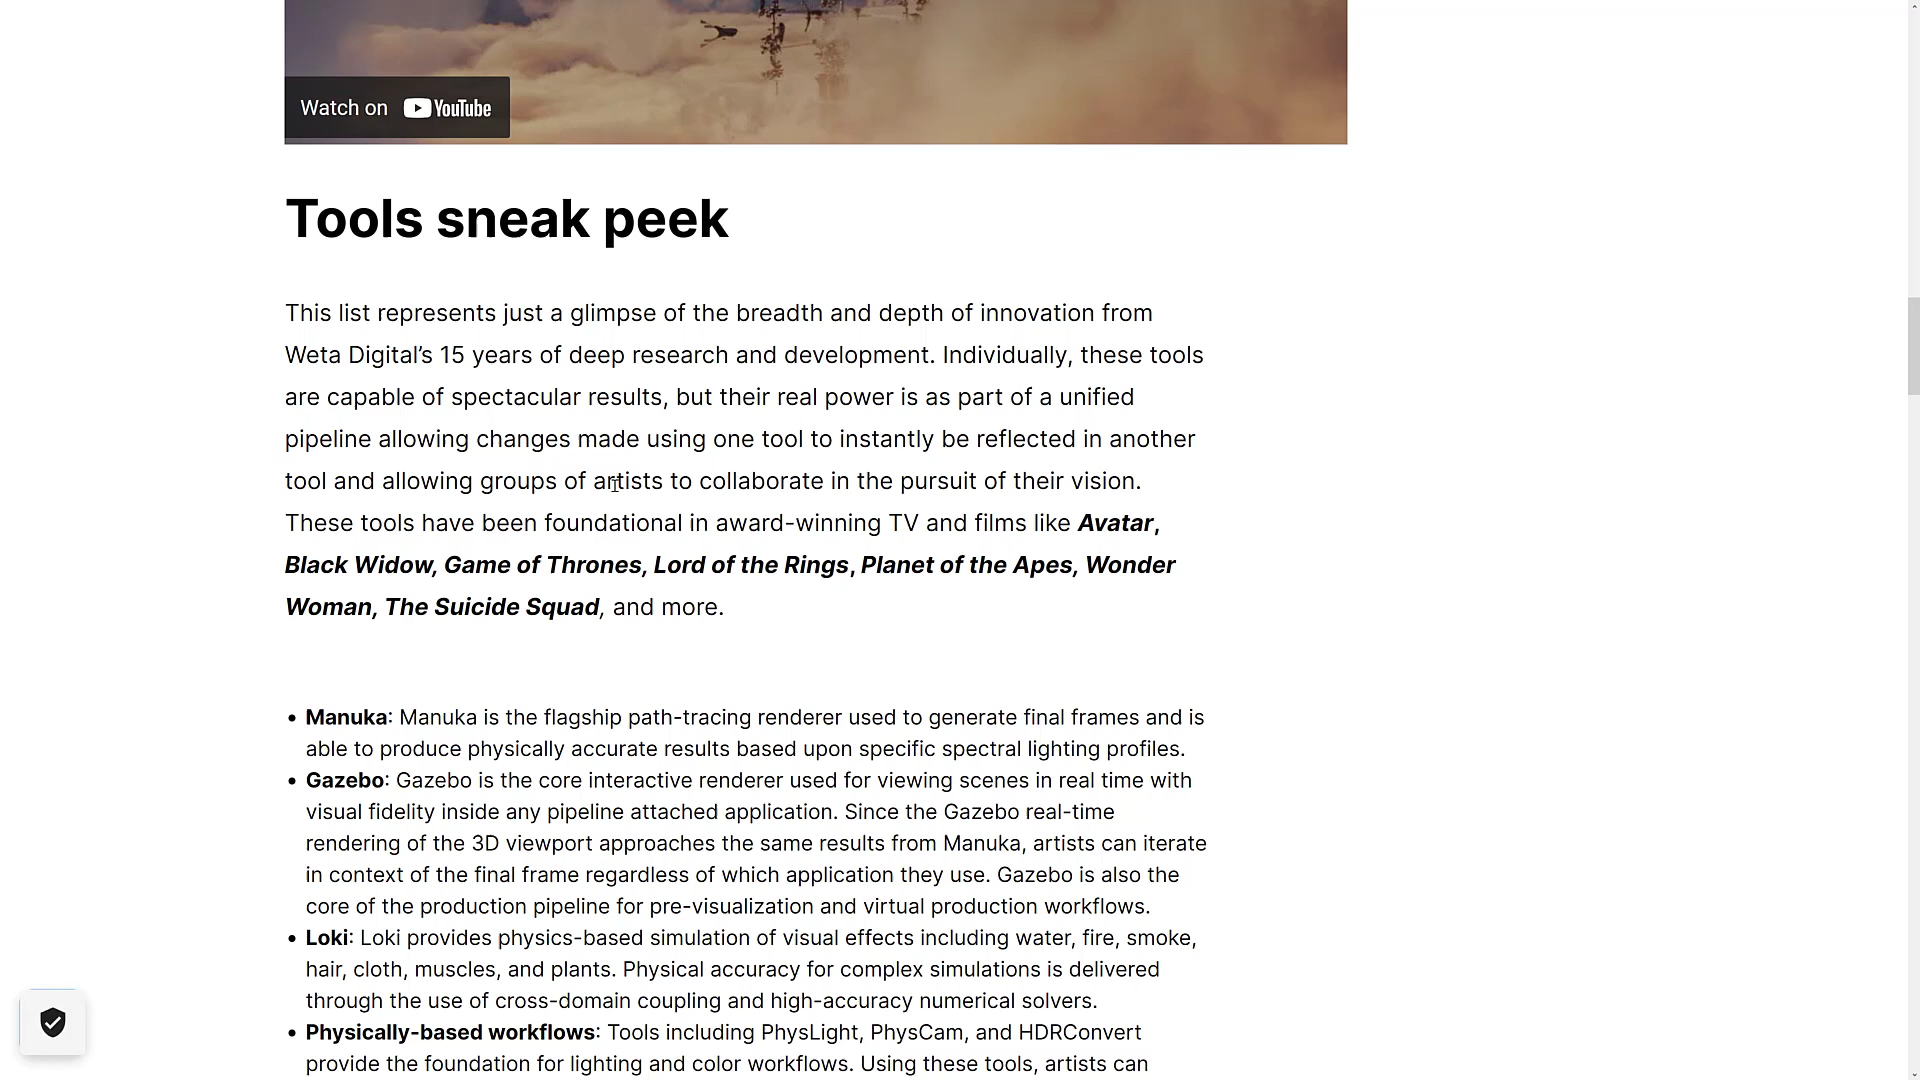 Watch on YouTube
Tools sneak peek
This list represents just a glimpse of the breadth and depth of innovation from
Weta Digital’s 15 years of deep research and development. Individually, these tools
are capable of spectacular results, but their real power is as part of a unified
pipeline allowing changes made using one tool to instantly be reflected in another
tool and allowing groups of artists to collaborate in the pursuit of their vision.
These tools have been foundational in award-winning TV and films like Avatar,
Black Widow, Game of Thrones, Lord of the Rings, Planet of the Apes, Wonder
Woman, The Suicide Squad, and more.
• Manuka: Manuka is the flagship path-tracing renderer used to generate final frames and is
able to produce physically accurate results based upon specific spectral lighting profiles.
• Gazebo: Gazebo is the core interactive renderer used for viewing scenes in real time with
visual fidelity inside any pipeline attached application. Since the Gazebo real-time
rendering of the 3D viewport approaches the same results from Manuka, artists can iterate
in context of the final frame regardless of which application they use. Gazebo is also the
core of the production pipeline for pre-visualization and virtual production workflows.
• Loki: Loki provides physics-based simulation of visual effects including water, fire, smoke,
hair, cloth, muscles, and plants. Physical accuracy for complex simulations is delivered
through the use of cross-domain coupling and high-accuracy numerical solvers.
• Physically-based workflows: Tools including PhysLight, PhysCam, and HDRConvert
provide the foundation for lighting and color workflows. Using these tools, artists can